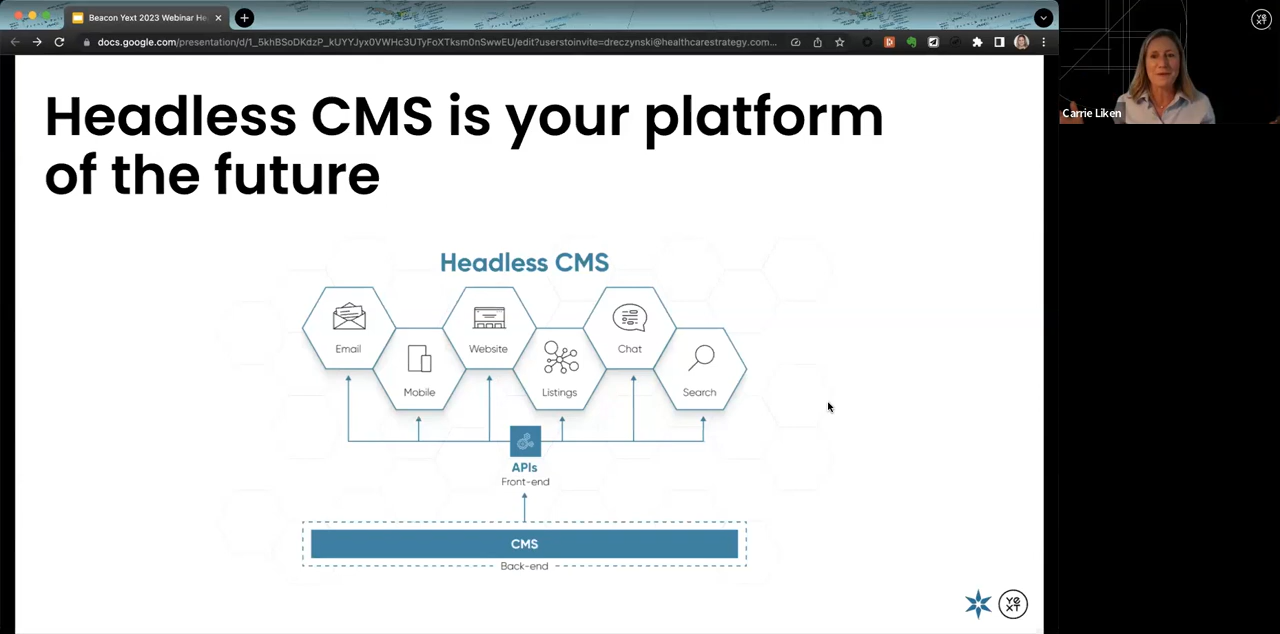 Beacon Yext 2023 Webinar He
docs.google.com/presentation/d/1_5khBSoDKdzP_kUYYJyx0VWHc3UTyFoXTksm0nSwwEU/edit?userstoinvite=dreczynski@healthcarestrategy.com...
Headless CMS is your platform
of the future
Headless CMS
Email
Website
Chat
Mobile
Listings
Search
APIs
Front-end
CMS
Back-end
YEXT
Carrie Liken
YEXT